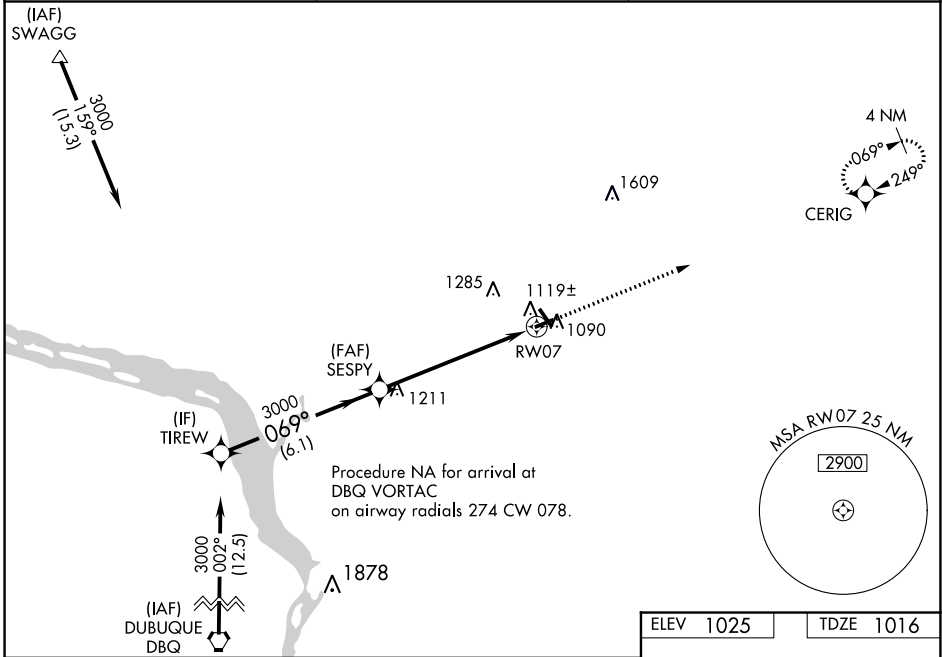 (IAF)
SWAGG
3000
159°
(15.3)
4 NM
069°
249°
CERIG
1609
1285
1119±
1090
RW07
(FAF)
SESPY
1211
3000
069°
(6.1)
(IF)
TIREW
Procedure NA for arrival at
DBQ VORTAC
on airway radials 274 CW 078.
MSA RW07 25 NM
2900
3000
002°
(12.5)
1878
(IAF)
DUBUQUE
DBQ
ELEV 1025
TDZE 1016